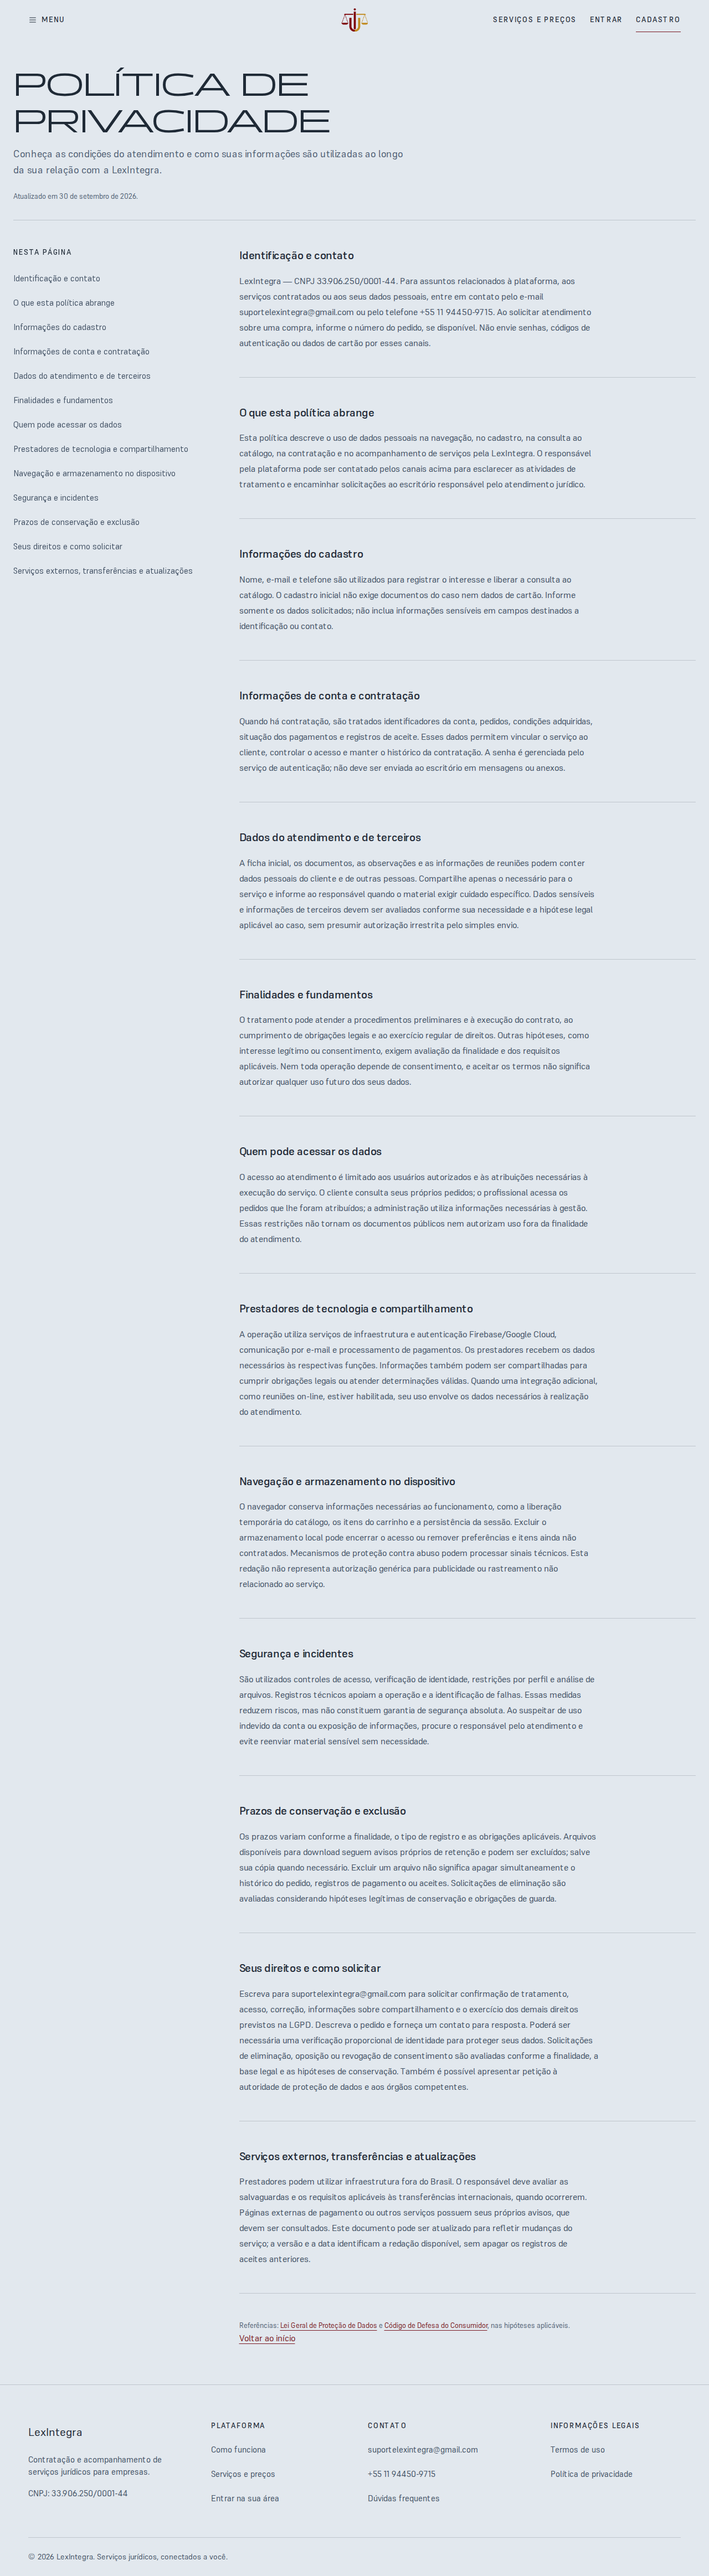 MENU
SERVIÇOS E PREÇOS
ENTRAR
CADASTRO
POLÍTICA DE
PRIVACIDADE
Conheça as condições do atendimento e como suas informações são utilizadas ao longo
da sua relação com a LexIntegra.
Atualizado em 30 de setembro de 2026.
NESTA PÁGINA
Identificação e contato
O que esta política abrange
Informações do cadastro
Informações de conta e contratação
Dados do atendimento e de terceiros
Finalidades e fundamentos
Quem pode acessar os dados
Prestadores de tecnologia e compartilhamento
Navegação e armazenamento no dispositivo
Segurança e incidentes
Prazos de conservação e exclusão
Seus direitos e como solicitar
Serviços externos, transferências e atualizações
Identificação e contato
LexIntegra — CNPJ 33.906.250/0001-44. Para assuntos relacionados à plataforma, aos
serviços contratados ou aos seus dados pessoais, entre em contato pelo e-mail
suportelexintegra@gmail.com ou pelo telefone +55 11 94450-9715. Ao solicitar atendimento
sobre uma compra, informe o número do pedido, se disponível. Não envie senhas, códigos de
autenticação ou dados de cartão por esses canais.
O que esta política abrange
Esta política descreve o uso de dados pessoais na navegação, no cadastro, na consulta ao
catálogo, na contratação e no acompanhamento de serviços pela LexIntegra. O responsável
pela plataforma pode ser contatado pelos canais acima para esclarecer as atividades de
tratamento e encaminhar solicitações ao escritório responsável pelo atendimento jurídico.
Informações do cadastro
Nome, e-mail e telefone são utilizados para registrar o interesse e liberar a consulta ao
catálogo. O cadastro inicial não exige documentos do caso nem dados de cartão. Informe
somente os dados solicitados; não inclua informações sensíveis em campos destinados a
identificação ou contato.
Informações de conta e contratação
Quando há contratação, são tratados identificadores da conta, pedidos, condições adquiridas,
situação dos pagamentos e registros de aceite. Esses dados permitem vincular o serviço ao
cliente, controlar o acesso e manter o histórico da contratação. A senha é gerenciada pelo
serviço de autenticação; não deve ser enviada ao escritório em mensagens ou anexos.
Dados do atendimento e de terceiros
A ficha inicial, os documentos, as observações e as informações de reuniões podem conter
dados pessoais do cliente e de outras pessoas. Compartilhe apenas o necessário para o
serviço e informe ao responsável quando o material exigir cuidado específico. Dados sensíveis
e informações de terceiros devem ser avaliados conforme sua necessidade e a hipótese legal
aplicável ao caso, sem presumir autorização irrestrita pelo simples envio.
Finalidades e fundamentos
O tratamento pode atender a procedimentos preliminares e à execução do contrato, ao
cumprimento de obrigações legais e ao exercício regular de direitos. Outras hipóteses, como
interesse legítimo ou consentimento, exigem avaliação da finalidade e dos requisitos
aplicáveis. Nem toda operação depende de consentimento, e aceitar os termos não significa
autorizar qualquer uso futuro dos seus dados.
Quem pode acessar os dados
O acesso ao atendimento é limitado aos usuários autorizados e às atribuições necessárias à
execução do serviço. O cliente consulta seus próprios pedidos; o profissional acessa os
pedidos que lhe foram atribuídos; a administração utiliza informações necessárias à gestão.
Essas restrições não tornam os documentos públicos nem autorizam uso fora da finalidade
do atendimento.
Prestadores de tecnologia e compartilhamento
A operação utiliza serviços de infraestrutura e autenticação Firebase/Google Cloud,
comunicação por e-mail e processamento de pagamentos. Os prestadores recebem os dados
necessários às respectivas funções. Informações também podem ser compartilhadas para
cumprir obrigações legais ou atender determinações válidas. Quando uma integração adicional,
como reuniões on-line, estiver habilitada, seu uso envolve os dados necessários à realização
do atendimento.
Navegação e armazenamento no dispositivo
O navegador conserva informações necessárias ao funcionamento, como a liberação
temporária do catálogo, os itens do carrinho e a persistência da sessão. Excluir o
armazenamento local pode encerrar o acesso ou remover preferências e itens ainda não
contratados. Mecanismos de proteção contra abuso podem processar sinais técnicos. Esta
redação não representa autorização genérica para publicidade ou rastreamento não
relacionado ao serviço.
Segurança e incidentes
São utilizados controles de acesso, verificação de identidade, restrições por perfil e análise de
arquivos. Registros técnicos apoiam a operação e a identificação de falhas. Essas medidas
reduzem riscos, mas não constituem garantia de segurança absoluta. Ao suspeitar de uso
indevido da conta ou exposição de informações, procure o responsável pelo atendimento e
evite reenviar material sensível sem necessidade.
Prazos de conservação e exclusão
Os prazos variam conforme a finalidade, o tipo de registro e as obrigações aplicáveis. Arquivos
disponíveis para download seguem avisos próprios de retenção e podem ser excluídos; salve
sua cópia quando necessário. Excluir um arquivo não significa apagar simultaneamente o
histórico do pedido, registros de pagamento ou aceites. Solicitações de eliminação são
avaliadas considerando hipóteses legítimas de conservação e obrigações de guarda.
Seus direitos e como solicitar
Escreva para suportelexintegra@gmail.com para solicitar confirmação de tratamento,
acesso, correção, informações sobre compartilhamento e o exercício dos demais direitos
previstos na LGPD. Descreva o pedido e forneça um contato para resposta. Poderá ser
necessária uma verificação proporcional de identidade para proteger seus dados. Solicitações
de eliminação, oposição ou revogação de consentimento são avaliadas conforme a finalidade, a
base legal e as hipóteses de conservação. Também é possível apresentar petição à
autoridade de proteção de dados e aos órgãos competentes.
Serviços externos, transferências e atualizações
Prestadores podem utilizar infraestrutura fora do Brasil. O responsável deve avaliar as
salvaguardas e os requisitos aplicáveis às transferências internacionais, quando ocorrerem.
Páginas externas de pagamento ou outros serviços possuem seus próprios avisos, que
devem ser consultados. Este documento pode ser atualizado para refletir mudanças do
serviço; a versão e a data identificam a redação disponível, sem apagar os registros de
aceites anteriores.
Referências: Lei Geral de Proteção de Dados e Código de Defesa do Consumidor, nas hipóteses aplicáveis.
Voltar ao início
LexIntegra
Contratação e acompanhamento de
serviços jurídicos para empresas.
CNPJ: 33.906.250/0001-44
PLATAFORMA
Como funciona
Serviços e preços
Entrar na sua área
CONTATO
suportelexintegra@gmail.com
+55 11 94450-9715
Dúvidas frequentes
INFORMAÇÕES LEGAIS
Termos de uso
Política de privacidade
© 2026 LexIntegra. Serviços jurídicos, conectados a você.